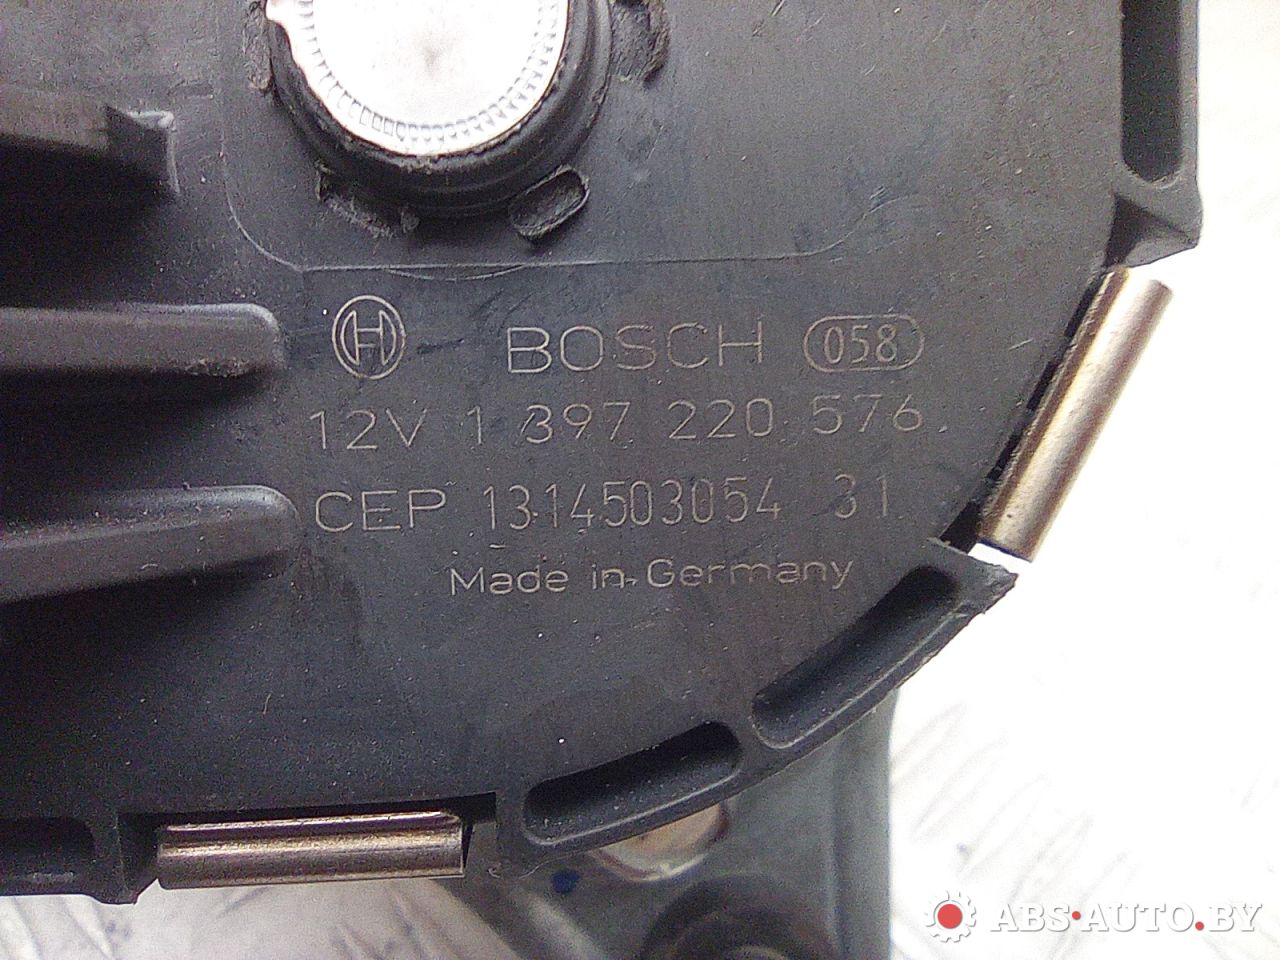 BOSCH 058
12V 1 397 220 576
CEP 1314503054 31
Made in Germany
ABS-AUTO.BY